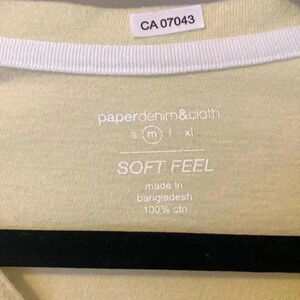 CA 07043
paperdenim&cloth
s m l xl
SOFT FEEL
made in
bangladesh
100% ctn